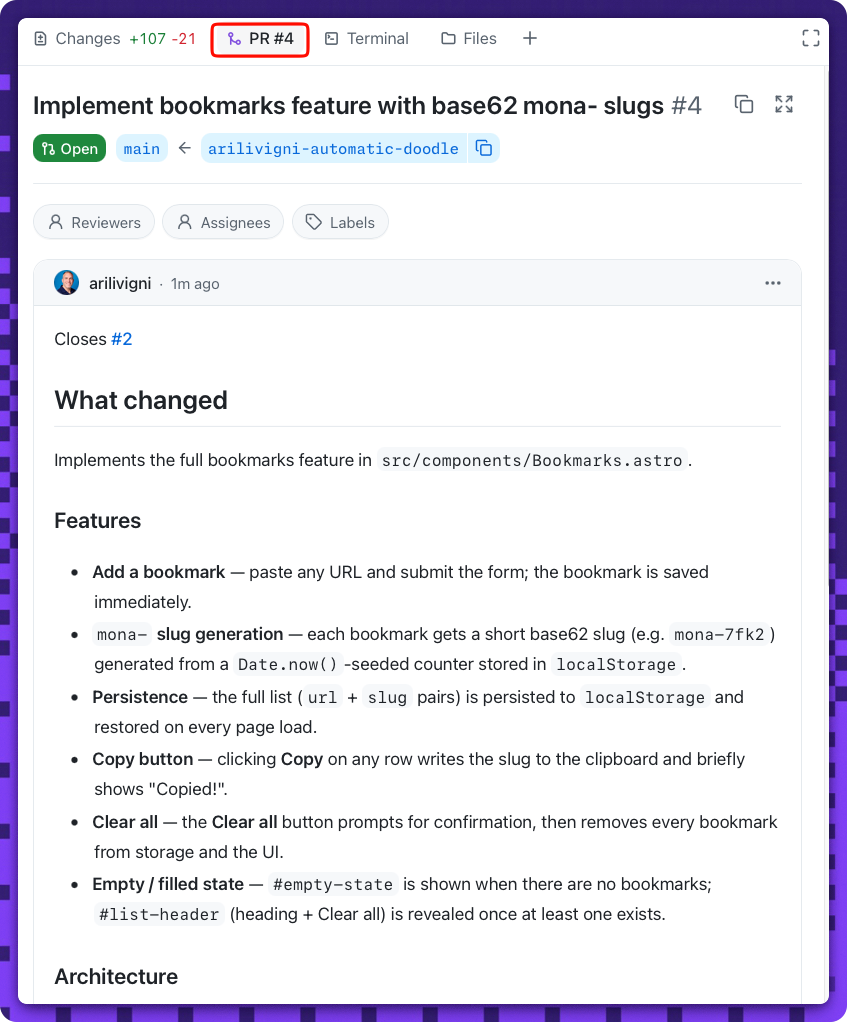 Changes +107 -21 PR #4 Terminal Files
Implement bookmarks feature with base62 mona- slugs #4
Open main ← arilivigni-automatic-doodle
Reviewers Assignees Labels
arilivigni · 1m ago
Closes #2
What changed
Implements the full bookmarks feature in src/components/Bookmarks.astro.
Features
• Add a bookmark — paste any URL and submit the form; the bookmark is saved
immediately.
• mona- slug generation — each bookmark gets a short base62 slug (e.g. mona-7fk2)
generated from a Date.now()-seeded counter stored in localStorage.
• Persistence — the full list (url + slug pairs) is persisted to localStorage and
restored on every page load.
• Copy button — clicking Copy on any row writes the slug to the clipboard and briefly
shows "Copied!".
• Clear all — the Clear all button prompts for confirmation, then removes every bookmark
from storage and the UI.
• Empty / filled state — #empty-state is shown when there are no bookmarks;
#list-header (heading + Clear all) is revealed once at least one exists.
Architecture